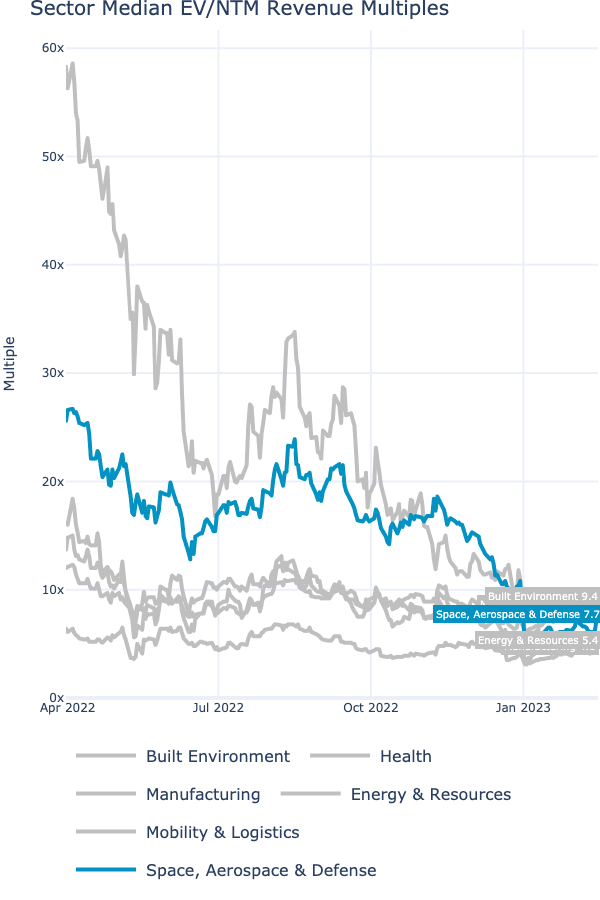 Sector Median EV/NTM Revenue Multiples
60x
50x
40x
30x
20x
10x
0x
Multiple
Built Environment 9.4
Space, Aerospace & Defense 7.7
Energy & Resources 5.4
Apr 2022 Jul 2022 Oct 2022 Jan 2023
Built Environment Health
Manufacturing Energy & Resources
Mobility & Logistics
Space, Aerospace & Defense